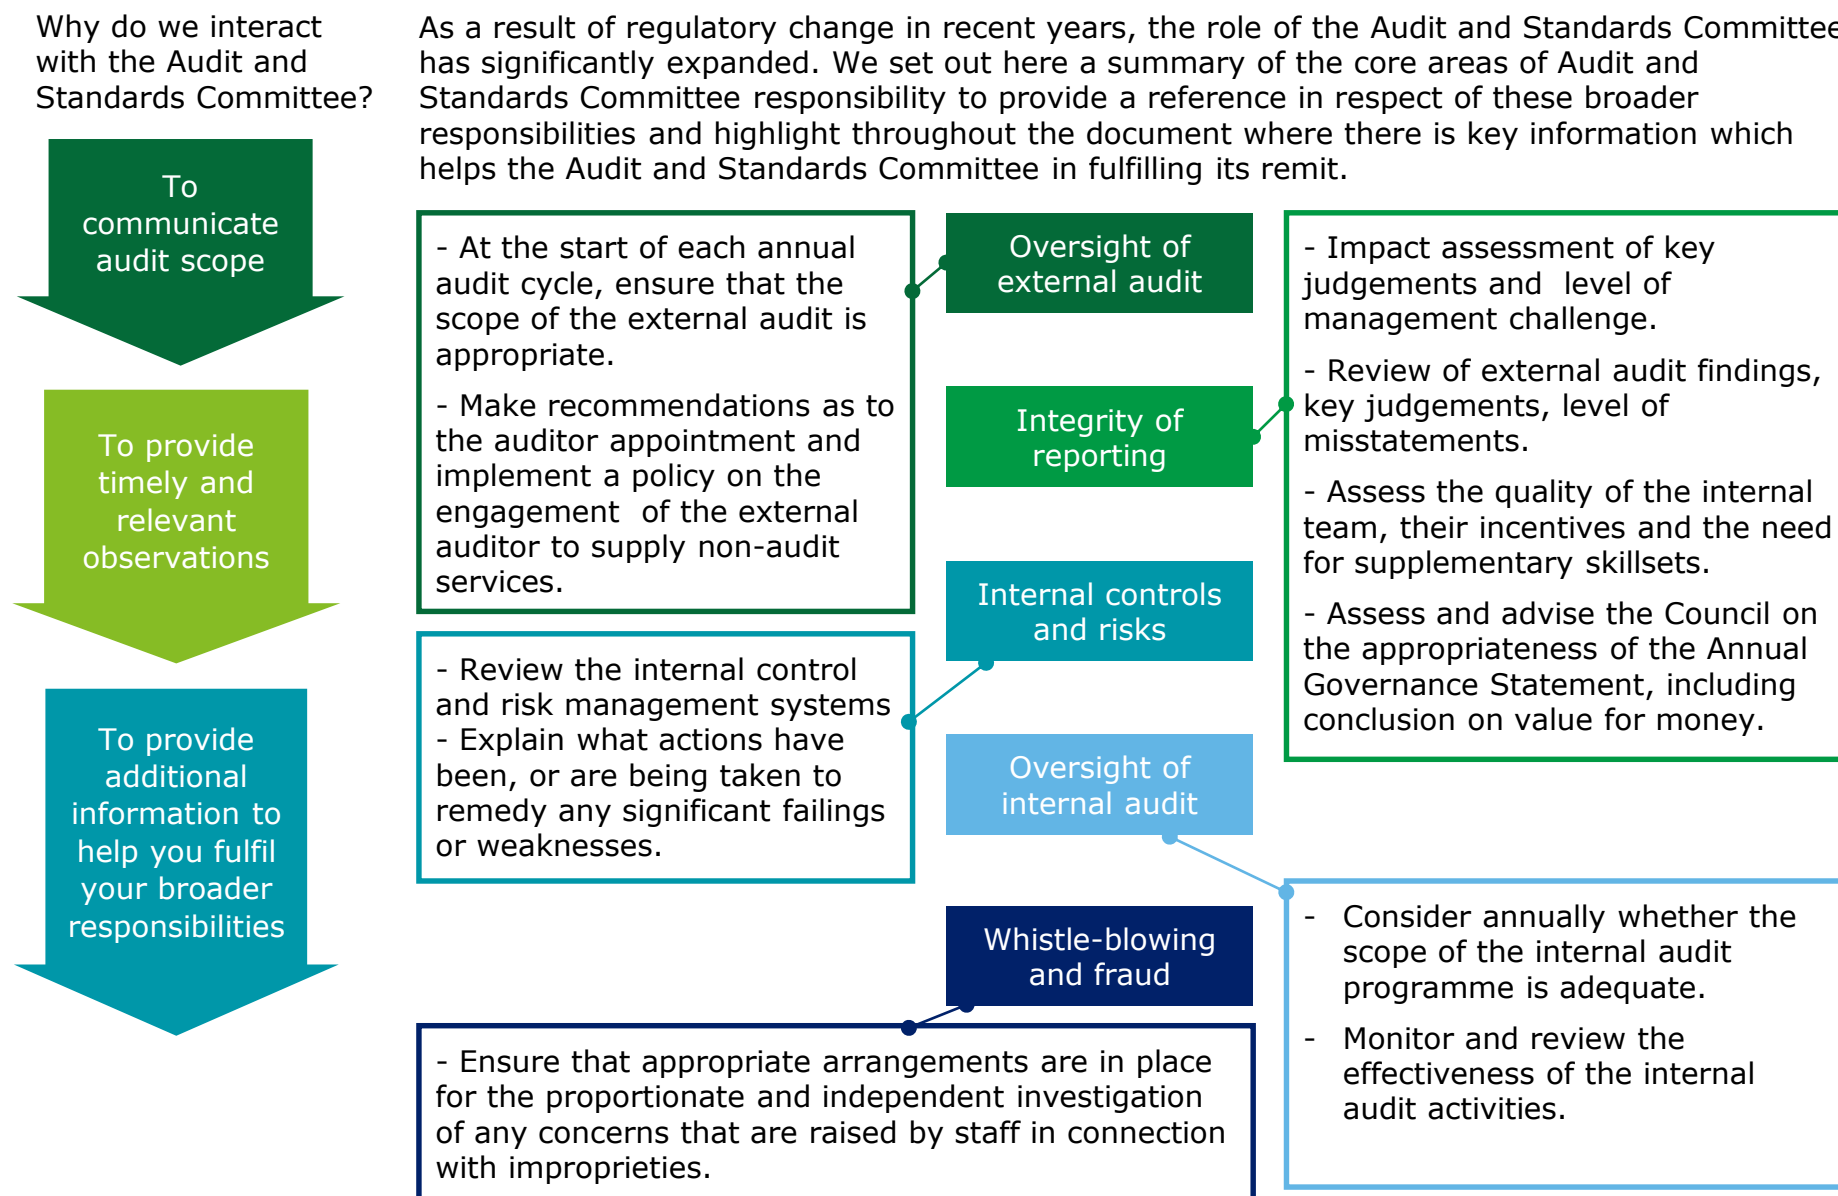 Why do we interact
with the Audit and
Standards Committee?
To
communicate
audit scope
To provide
timely and
relevant
observations
To provide
additional
information to
help you fulfil
your broader
responsibilities
As a result of regulatory change in recent years, the role of the Audit and Standards Committee
has significantly expanded. We set out here a summary of the core areas of Audit and
Standards Committee responsibility to provide a reference in respect of these broader
responsibilities and highlight throughout the document where there is key information which
helps the Audit and Standards Committee in fulfilling its remit.
- At the start of each annual
audit cycle, ensure that the
scope of the external audit is
appropriate.
- Make recommendations as to
the auditor appointment and
implement a policy on the
engagement  of the external
auditor to supply non-audit
services.
- Review the internal control
and risk management systems
- Explain what actions have
been, or are being taken to
remedy any significant failings
or weaknesses.
Oversight of
external audit
Integrity of
reporting
Internal controls
and risks
Oversight of
internal audit
Whistle-blowing
and fraud
- Ensure that appropriate arrangements are in place
for the proportionate and independent investigation
of any concerns that are raised by staff in connection
with improprieties.
- Impact assessment of key
judgements and  level of
management challenge.
- Review of external audit findings,
key judgements, level of
misstatements.
- Assess the quality of the internal
team, their incentives and the need
for supplementary skillsets.
- Assess and advise the Council on
the appropriateness of the Annual
Governance Statement, including
conclusion on value for money.
- Consider annually whether the
scope of the internal audit
programme is adequate.
- Monitor and review the
effectiveness of the internal
audit activities.